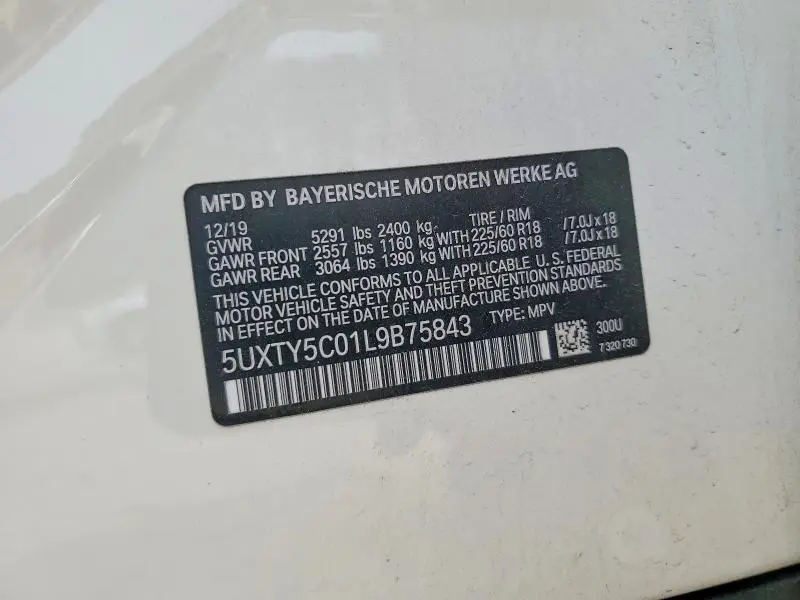 MFD BY BAYERISCHE MOTOREN WERKE AG
12/19 TIRE / RIM
GVWR 5291 lbs 2400 kg
GAWR FRONT 2557 lbs 1160 kg WITH 225/60 R18 /7.0J x 18
GAWR REAR 3064 lbs 1390 kg WITH 225/60 R18 /7.0J x 18
THIS VEHICLE CONFORMS TO ALL APPLICABLE U.S. FEDERAL
MOTOR VEHICLE SAFETY AND THEFT PREVENTION STANDARDS
IN EFFECT ON THE DATE OF MANUFACTURE SHOWN ABOVE.
5UXTY5C01L9B75843 TYPE: MPV
300U
7 320 730